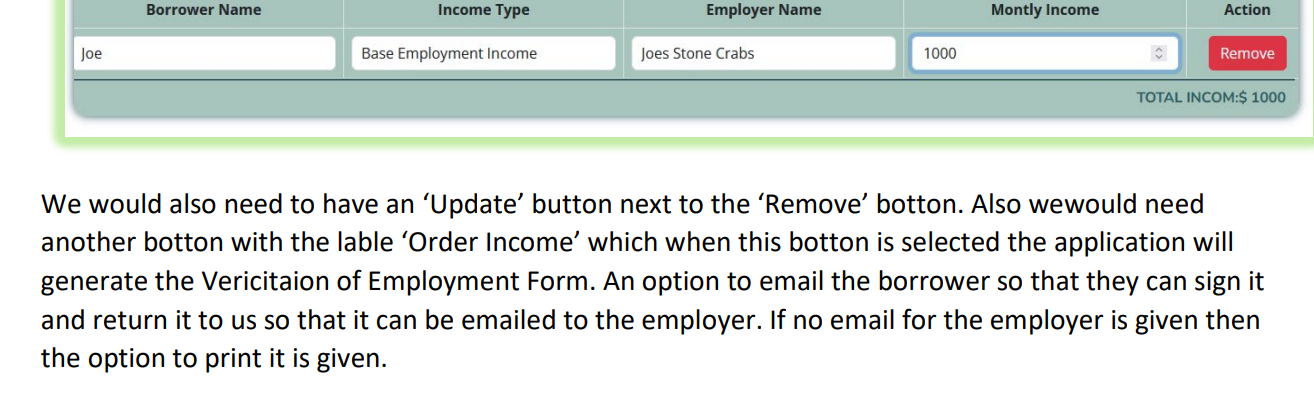 Borrower Name Income Type Employer Name Montly Income Action
Joe Base Employment Income Joes Stone Crabs 1000 Remove
TOTAL INCOM:$ 1000
We would also need to have an ‘Update’ button next to the ‘Remove’ botton. Also wewould need
another botton with the lable ‘Order Income’ which when this botton is selected the application will
generate the Vericitaion of Employment Form. An option to email the borrower so that they can sign it
and return it to us so that it can be emailed to the employer. If no email for the employer is given then
the option to print it is given.